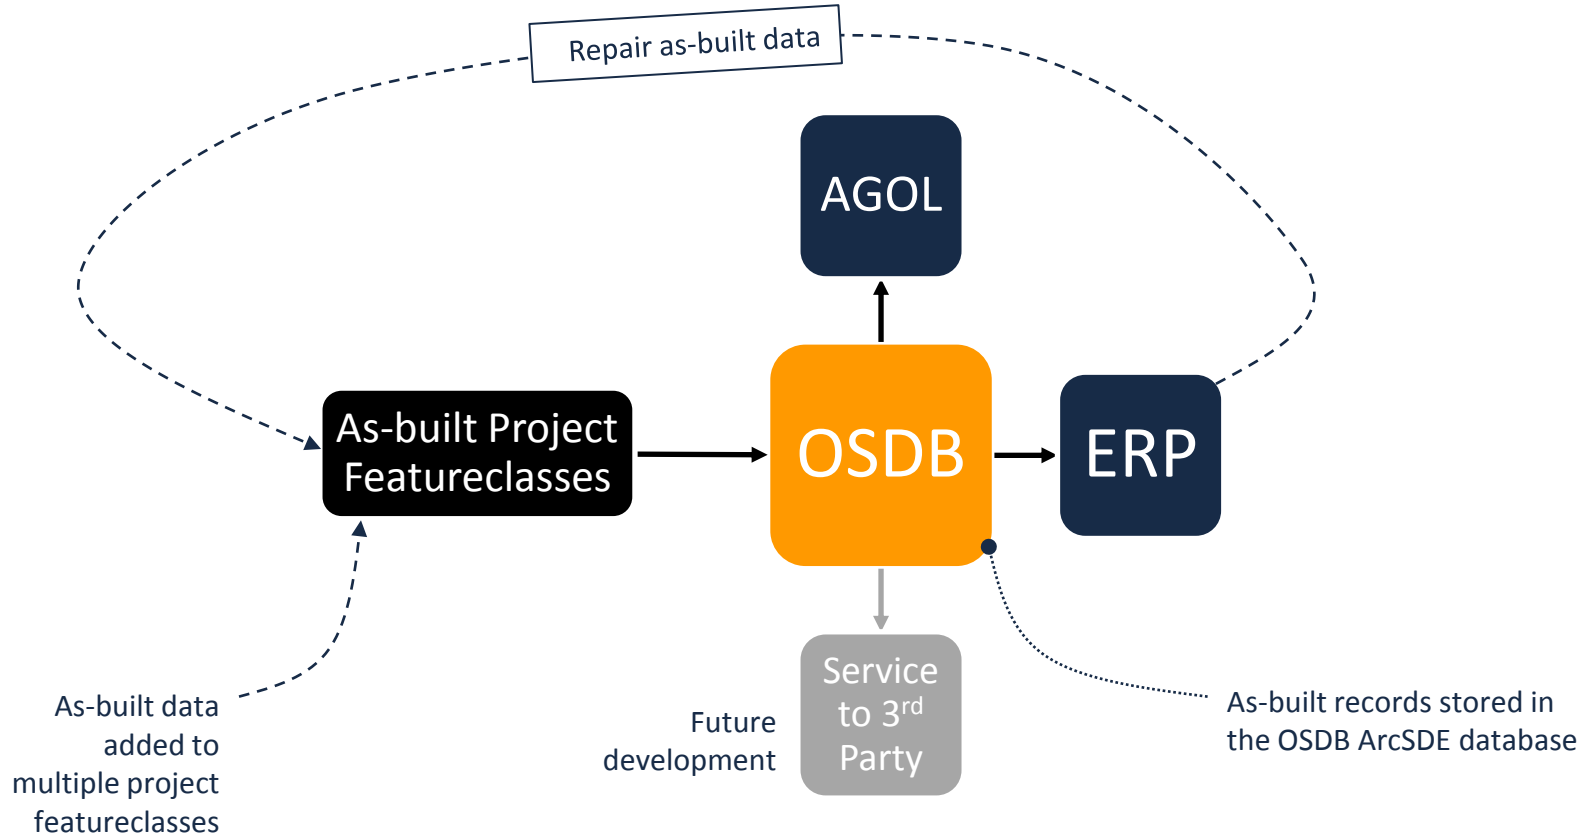 Repair as-built data
AGOL
As-built Project
Featureclasses
OSDB
ERP
Service
to 3rd
Party
Future
development
As-built data
added to
multiple project
featureclasses
As-built records stored in
the OSDB ArcSDE database